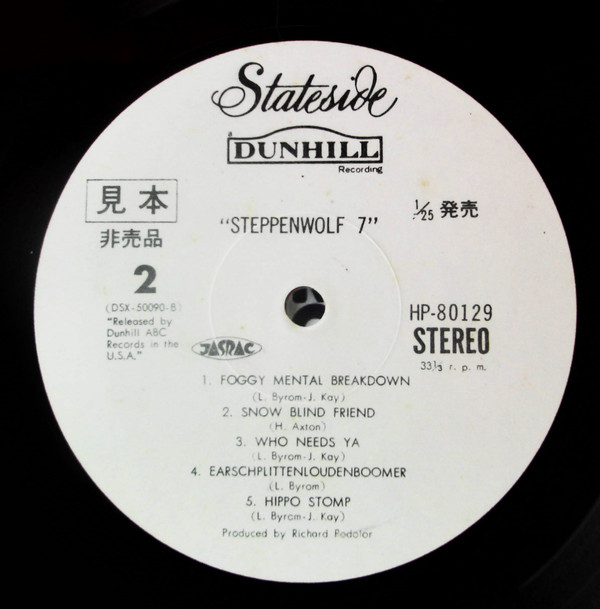 Stateside
a
DUNHILL
Recording
見本
非売品
"STEPPENWOLF 7"
1/25 発売
2
(DSX-50090-B)
"Released by
Dunhill ABC
Records in the
U.S.A."
JASRAC
HP-80129
STEREO
33 1/3 r. p. m.
1. FOGGY MENTAL BREAKDOWN
(L. Byrom-J. Kay)
2. SNOW BLIND FRIEND
(H. Axton)
3. WHO NEEDS YA
(L. Byrom-J. Kay)
4. EARSCHPLITTENLOUDENBOOMER
(L. Byrom)
5. HIPPO STOMP
(L. Byrom-J. Kay)
Produced by Richard Podolor